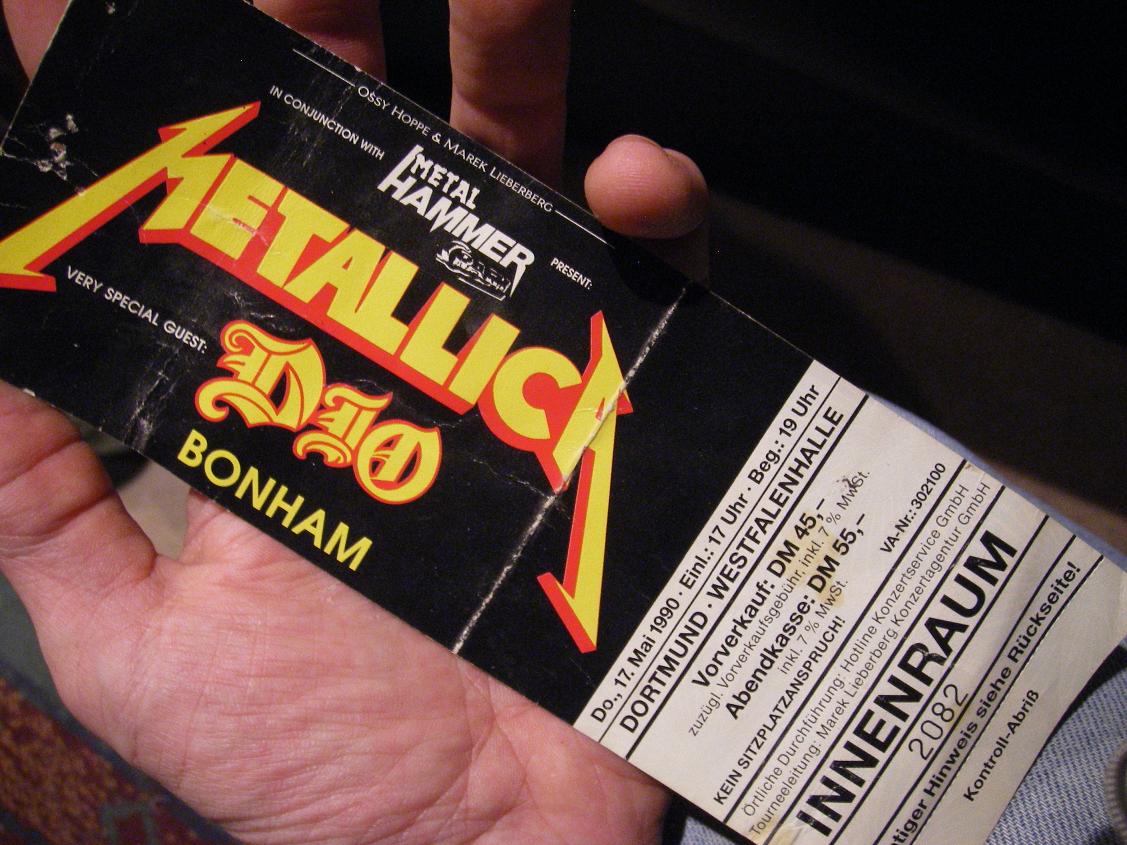 OSSY HOPPE & MAREK LIEBERBERG
IN CONJUNCTION WITH
METAL
HAMMER
PRESENT:
METALLICA
VERY SPECIAL GUEST:
DIO
BONHAM
Do., 17. Mai 1990 · Einl.: 17 Uhr · Beg.: 19 Uhr
DORTMUND · WESTFALENHALLE
Vorverkauf: DM 45,–
zuzügl. Vorverkaufsgebühr, inkl. 7 % MwSt.
Abendkasse: DM 55,–
inkl. 7 % MwSt.
KEIN SITZPLATZANSPRUCH! VA-Nr.: 302100
Örtliche Durchführung: Hotline Konzertservice GmbH
Tourneeleitung: Marek Lieberberg Konzertagentur GmbH
INNENRAUM
2082
tiger Hinweis siehe Rückseite!
Kontroll-Abriß